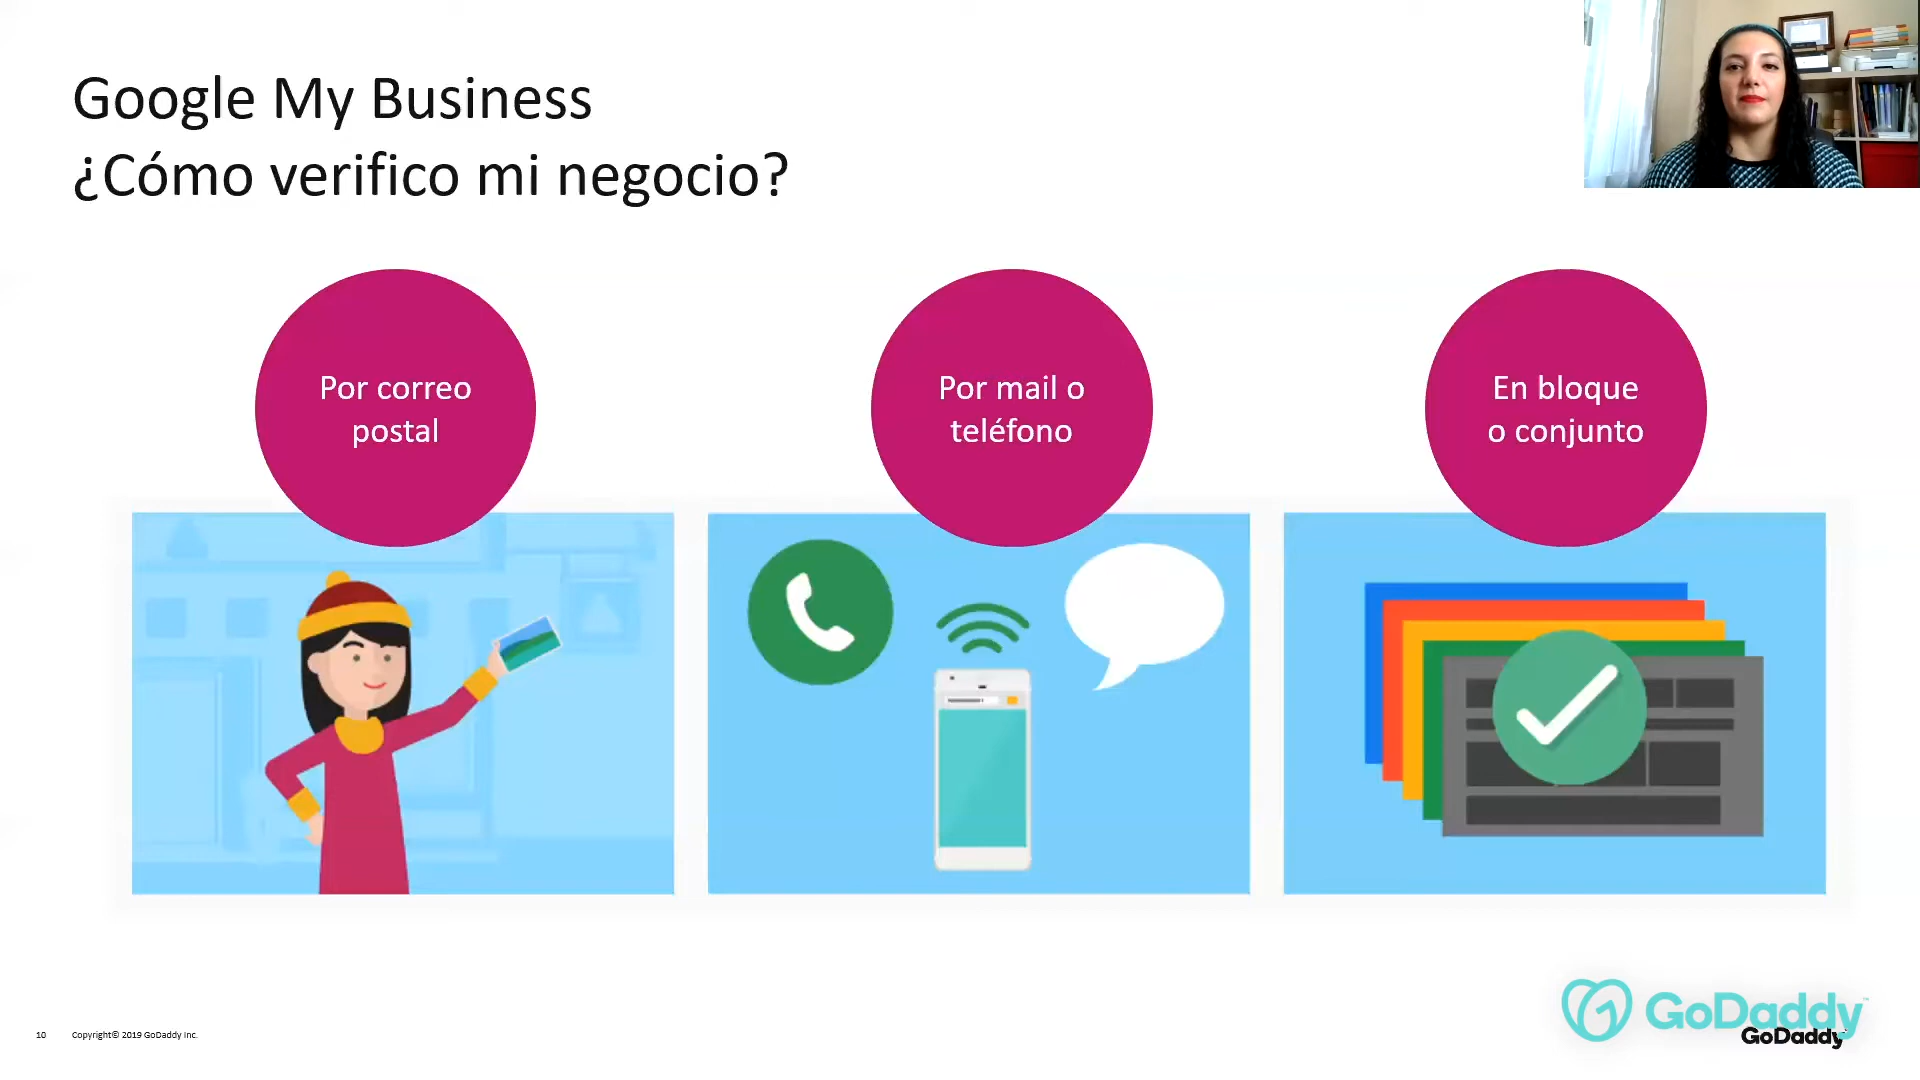 Google My Business
¿Cómo verifico mi negocio?
Por correo
postal
Por mail o
teléfono
En bloque
o conjunto
10
Copyright© 2019 GoDaddy Inc.
GoDaddy™
GoDaddy